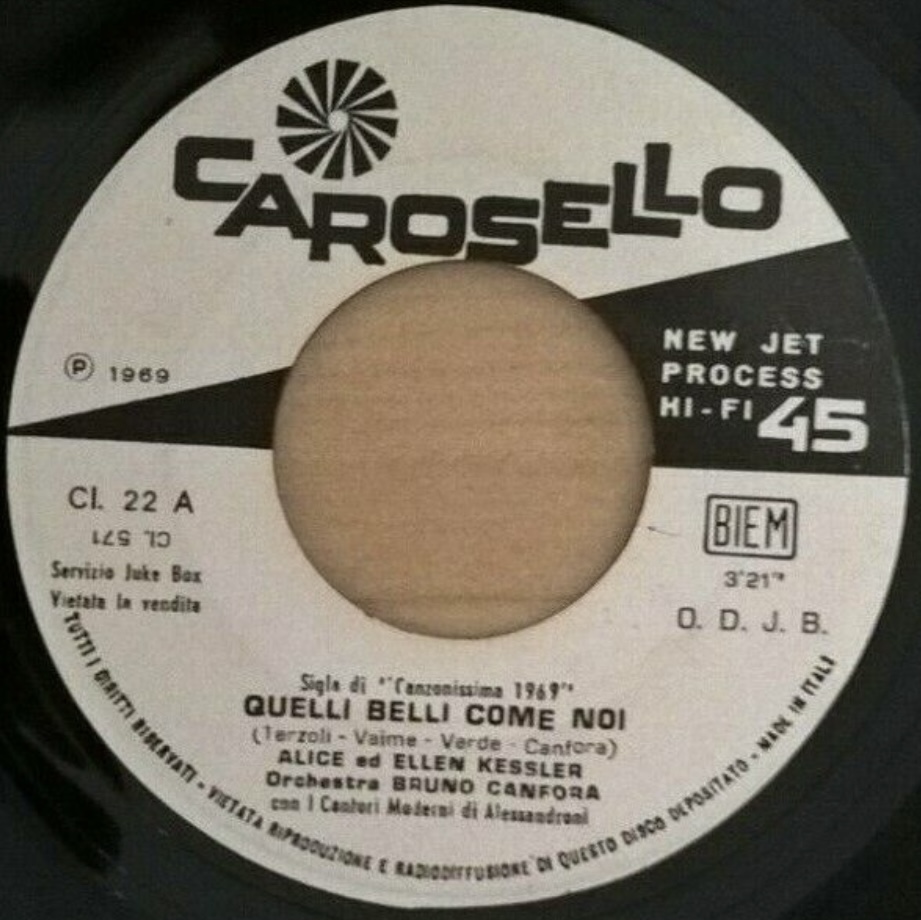 CAROSELLO
℗ 1969
NEW JET
PROCESS
HI-FI 45
CI. 22 A
CI. 571
Servizio Juke Box
Vietata la vendita
BIEM
3'21"
O. D. J. B.
Sigla di "Canzonissima 1969"
QUELLI BELLI COME NOI
(Terzoli - Vaime - Verde - Canfora)
ALICE ed ELLEN KESSLER
Orchestra BRUNO CANFORA
con I Cantori Moderni di Alessandroni
TUTTI I DIRITTI RISERVATI - VIETATA RIPRODUZIONE E RADIODIFFUSIONE DI QUESTO DISCO DEPOSITATO - MADE IN ITALY